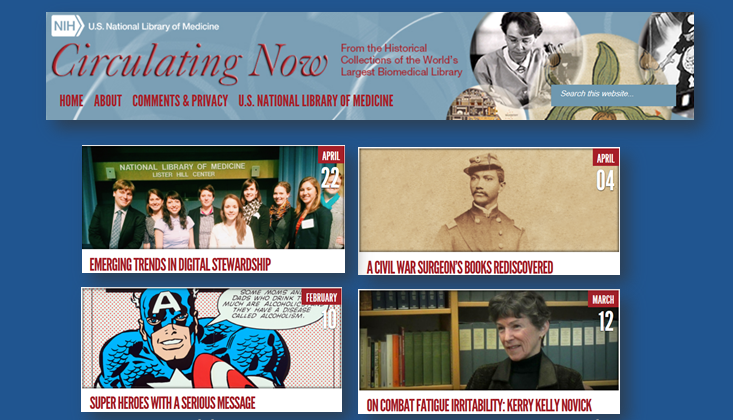 NIH U.S. National Library of Medicine
Circulating Now
From the Historical
Collections of the World's
Largest Biomedical Library
Search this website...
HOME ABOUT COMMENTS & PRIVACY U.S. NATIONAL LIBRARY OF MEDICINE
NATIONAL LIBRARY OF MEDICINE
LISTER HILL CENTER
APRIL
22
EMERGING TRENDS IN DIGITAL STEWARDSHIP
APRIL
04
A CIVIL WAR SURGEON'S BOOKS REDISCOVERED
A
SOME MOMS AND
DADS WHO DRINK T
MUCH ARE ALCOHOLIC
THEY HAVE A DISEASE
CALLED ALCOHOLISM.
FEBRUARY
10
SUPER HEROES WITH A SERIOUS MESSAGE
MARCH
12
ON COMBAT FATIGUE IRRITABILITY: KERRY KELLY NOVICK